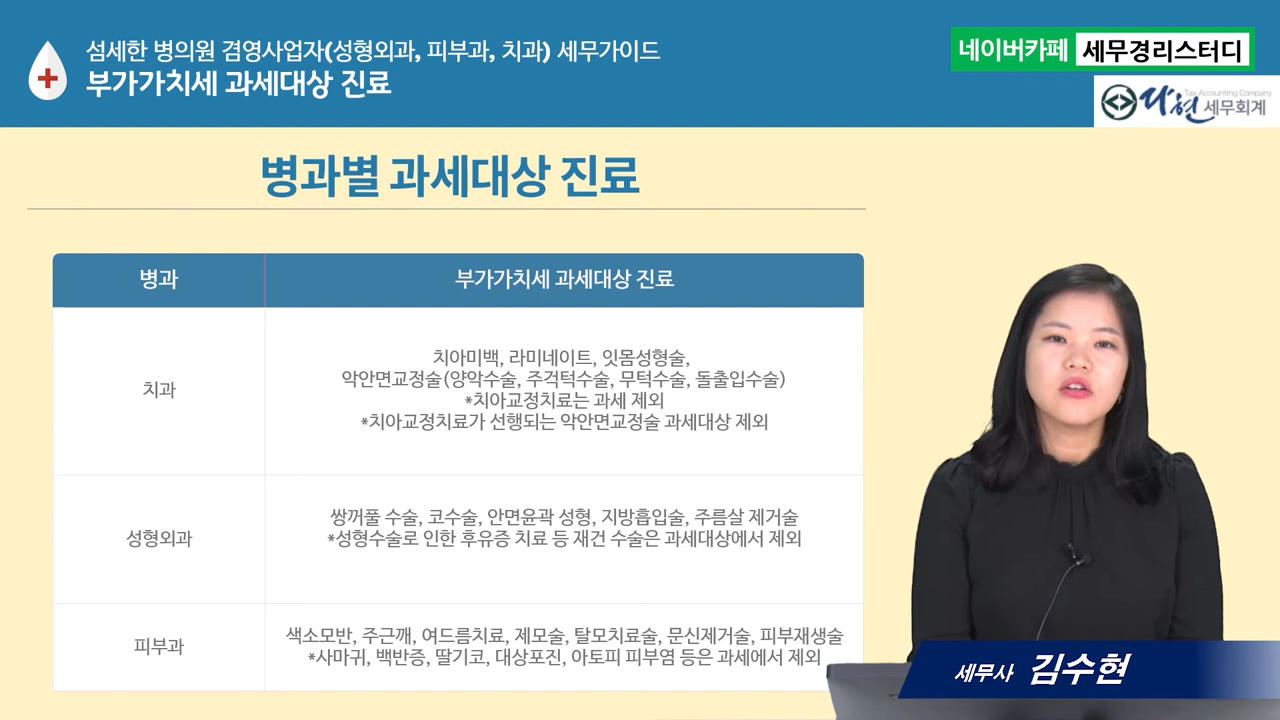 섬세한 병의원 겸영사업자(성형외과, 피부과, 치과) 세무가이드
부가가치세 과세대상 진료
네이버카페 세무경리스터디
Tax Accounting Company
다현 세무회계
병과별 과세대상 진료
병과
부가가치세 과세대상 진료
치과
치아미백, 라미네이트, 잇몸성형술,
악안면교정술(양악수술, 주걱턱수술, 무턱수술, 돌출입수술)
*치아교정치료는 과세 제외
*치아교정치료가 선행되는 악안면교정술 과세대상 제외
성형외과
쌍꺼풀 수술, 코수술, 안면윤곽 성형, 지방흡입술, 주름살 제거술
*성형수술로 인한 후유증 치료 등 재건 수술은 과세대상에서 제외
피부과
색소모반, 주근깨, 여드름치료, 제모술, 탈모치료술, 문신제거술, 피부재생술
*사마귀, 백반증, 딸기코, 대상포진, 아토피 피부염 등은 과세에서 제외
세무사 김수현